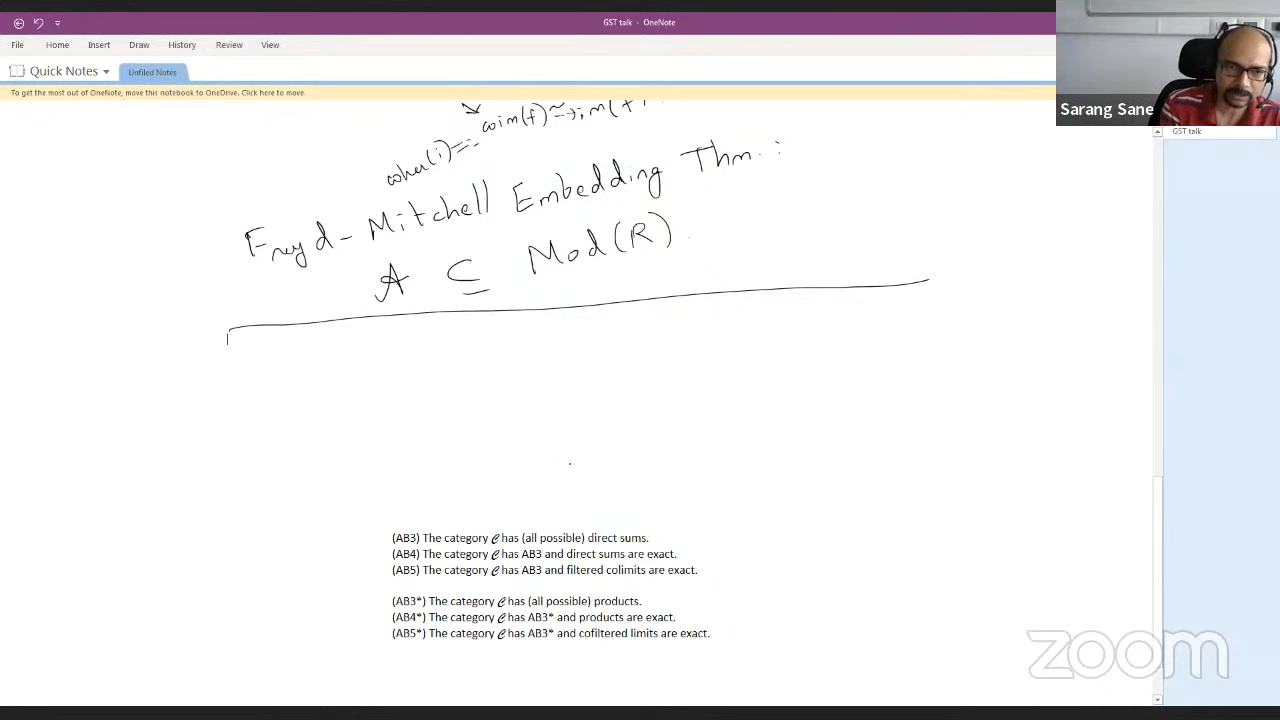 GST talk - OneNote
File Home Insert Draw History Review View
Quick Notes Unfiled Notes
To get the most out of OneNote, move this notebook to OneDrive. Click here to move.
Sarang Sane
GST talk
coim(f) ~→ im(f)
coker(i) =
Freyd - Mitchell Embedding Thm. :
A ⊆ Mod(R)
(AB3) The category 𝒞 has (all possible) direct sums.
(AB4) The category 𝒞 has AB3 and direct sums are exact.
(AB5) The category 𝒞 has AB3 and filtered colimits are exact.
(AB3*) The category 𝒞 has (all possible) products.
(AB4*) The category 𝒞 has AB3* and products are exact.
(AB5*) The category 𝒞 has AB3* and cofiltered limits are exact.
zoom